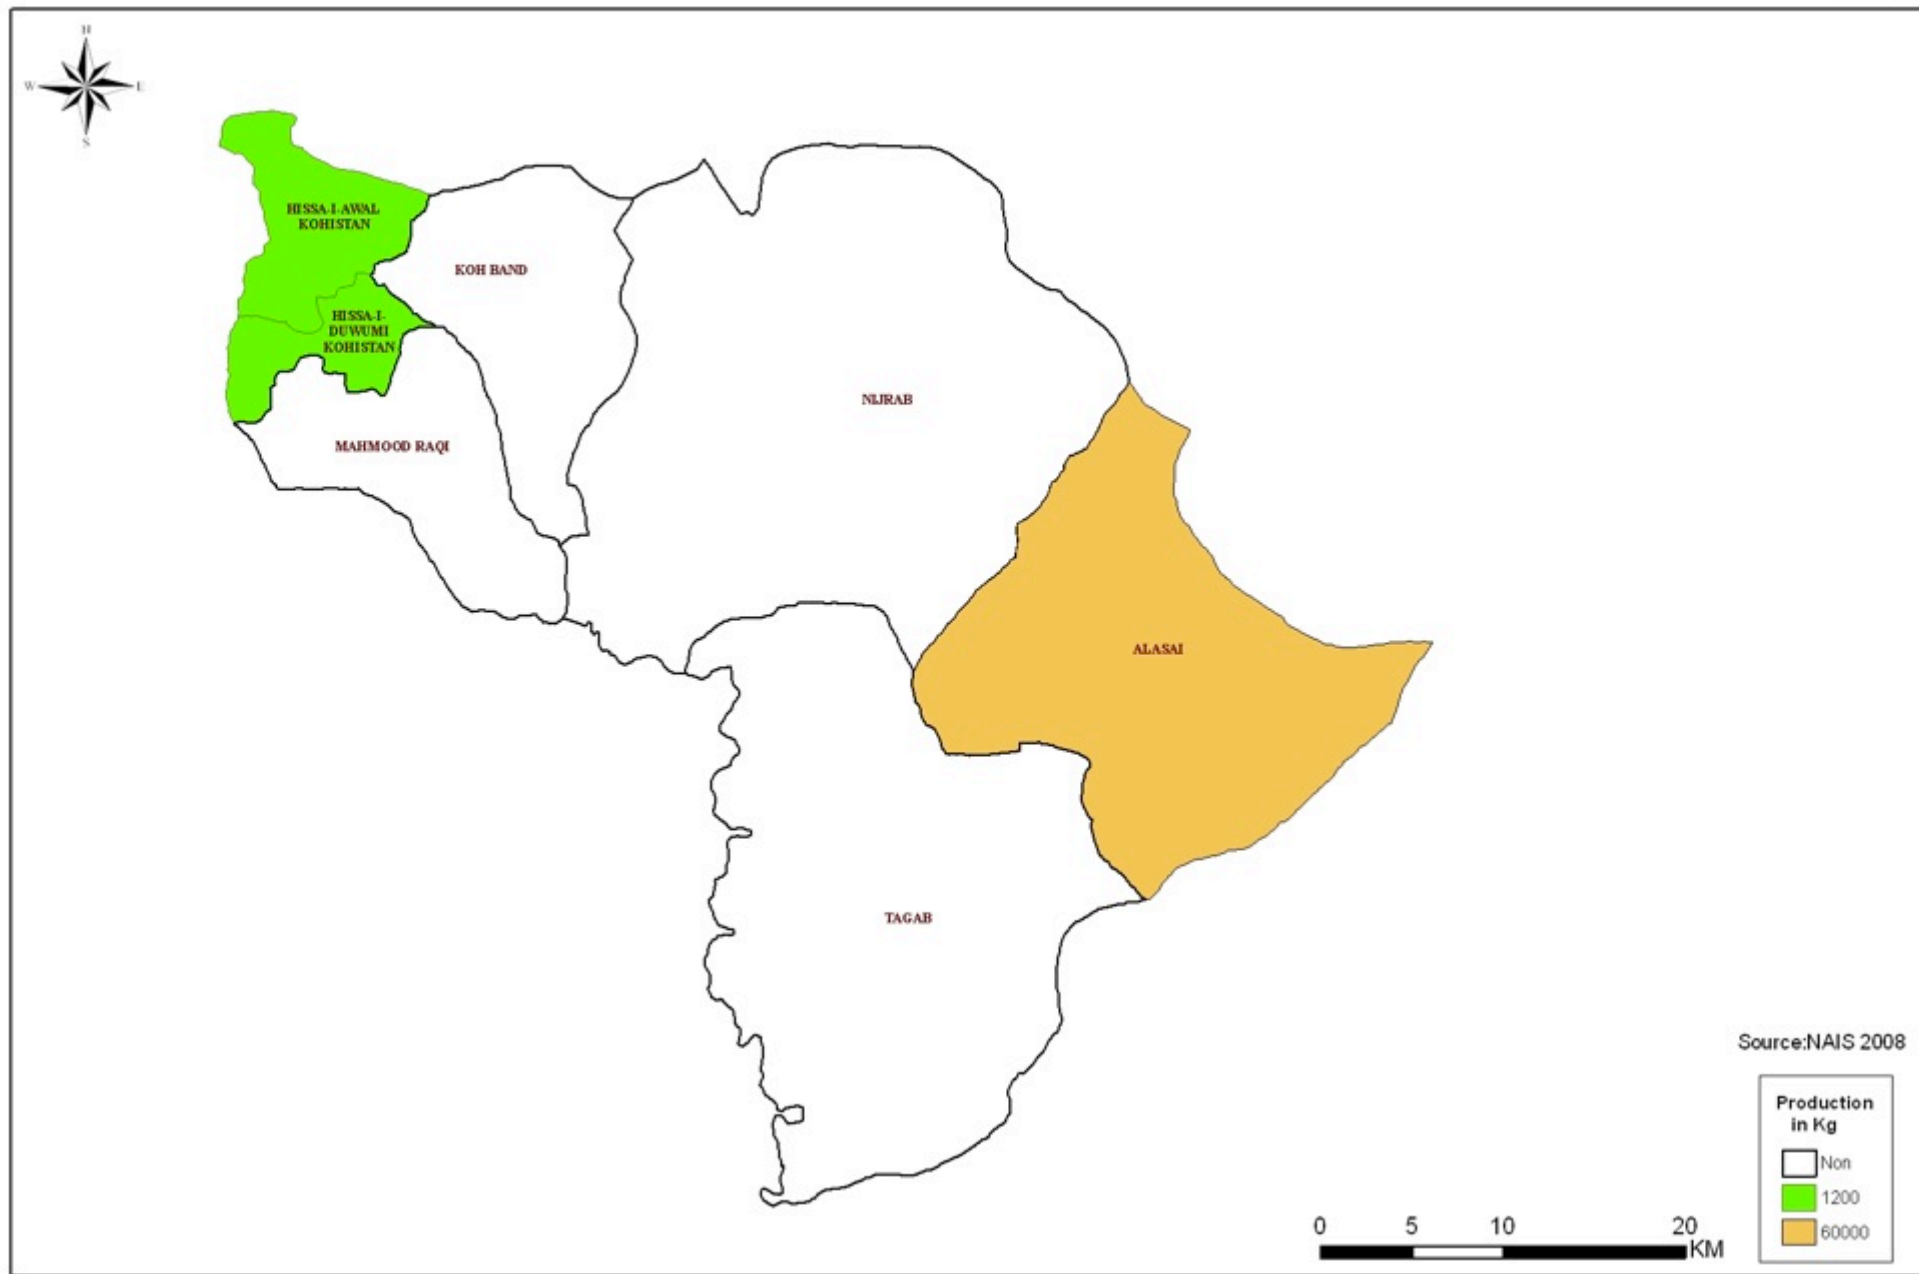 N
W
E
S
HISSA-I-AWAL
KOHISTAN
KOH BAND
HISSA-I-
DUWUMI
KOHISTAN
NIJRAB
MAHMOOD RAQI
ALASAI
TAGAB
Source:NAIS 2008
Production
in Kg
Non
1200
60000
0 5 10 20
KM